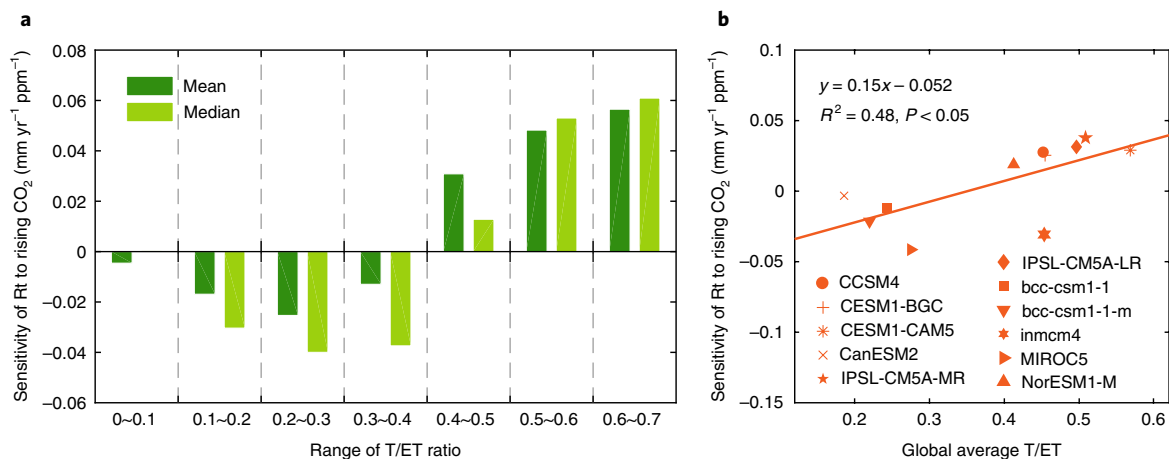 a
Sensitivity of Rt to rising CO₂ (mm yr⁻¹ ppm⁻¹)
0.08
0.06
0.04
0.02
0
−0.02
−0.04
−0.06
Mean
Median
0~0.1 0.1~0.2 0.2~0.3 0.3~0.4 0.4~0.5 0.5~0.6 0.6~0.7
Range of T/ET ratio
b
Sensitivity of Rt to rising CO₂ (mm yr⁻¹ ppm⁻¹)
0.1
0.05
0
−0.05
−0.1
−0.15
y = 0.15x − 0.052
R² = 0.48, P < 0.05
CCSM4
CESM1-BGC
CESM1-CAM5
CanESM2
IPSL-CM5A-MR
IPSL-CM5A-LR
bcc-csm1-1
bcc-csm1-1-m
inmcm4
MIROC5
NorESM1-M
0.2 0.3 0.4 0.5 0.6
Global average T/ET